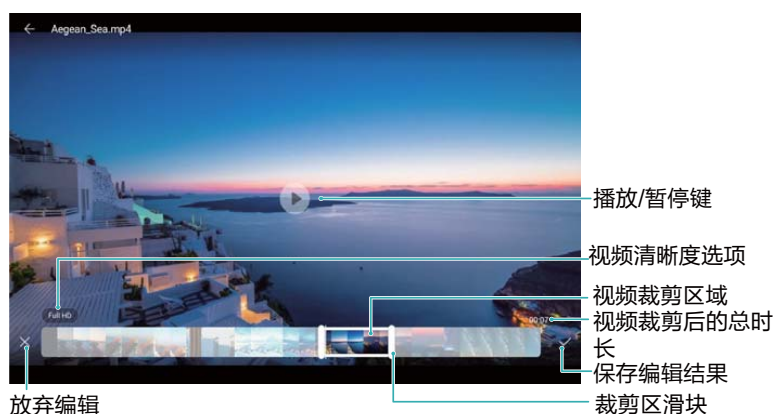 Aegean_Sea.mp4
播放/暂停键
视频清晰度选项
视频裁剪区域
Full HD
00:07
视频裁剪后的总时
长
保存编辑结果
放弃编辑
裁剪区滑块